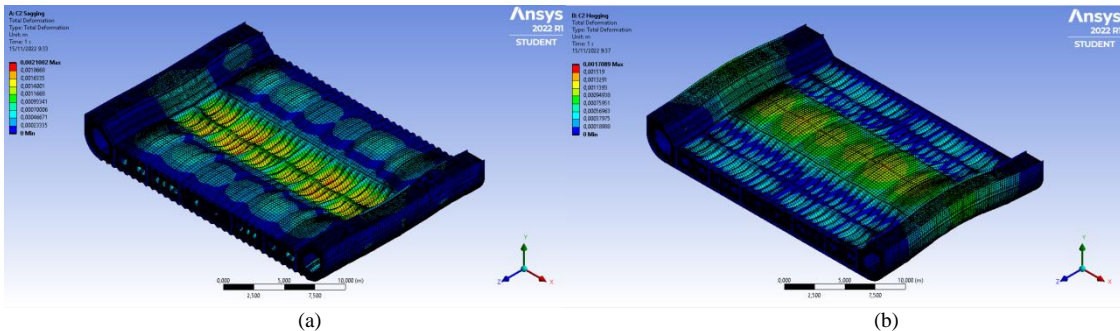 A: C2 Sagging
Total Deformation
Type: Total Deformation
Unit: m
Time: 1 s
15/11/2022 9:33
0,0021002 Max
0,0018668
0,0016335
0,0014001
0,0011668
0,00093341
0,00070006
0,00046671
0,00023335
0 Min
Ansys
2022 R1
STUDENT
0,000
5,000
10,000 (m)
2,500
7,500
Y
Z
X
(a)
B: C2 Hogging
Total Deformation
Type: Total Deformation
Unit: m
Time: 1 s
15/11/2022 9:37
0,0017089 Max
0,001519
0,0013291
0,00094938
0,00075951
0,00056963
0,00037975
0,00018988
0 Min
Ansys
2022 R1
STUDENT
0,000
5,000
10,000 (m)
2,500
7,500
Y
Z
X
(b)